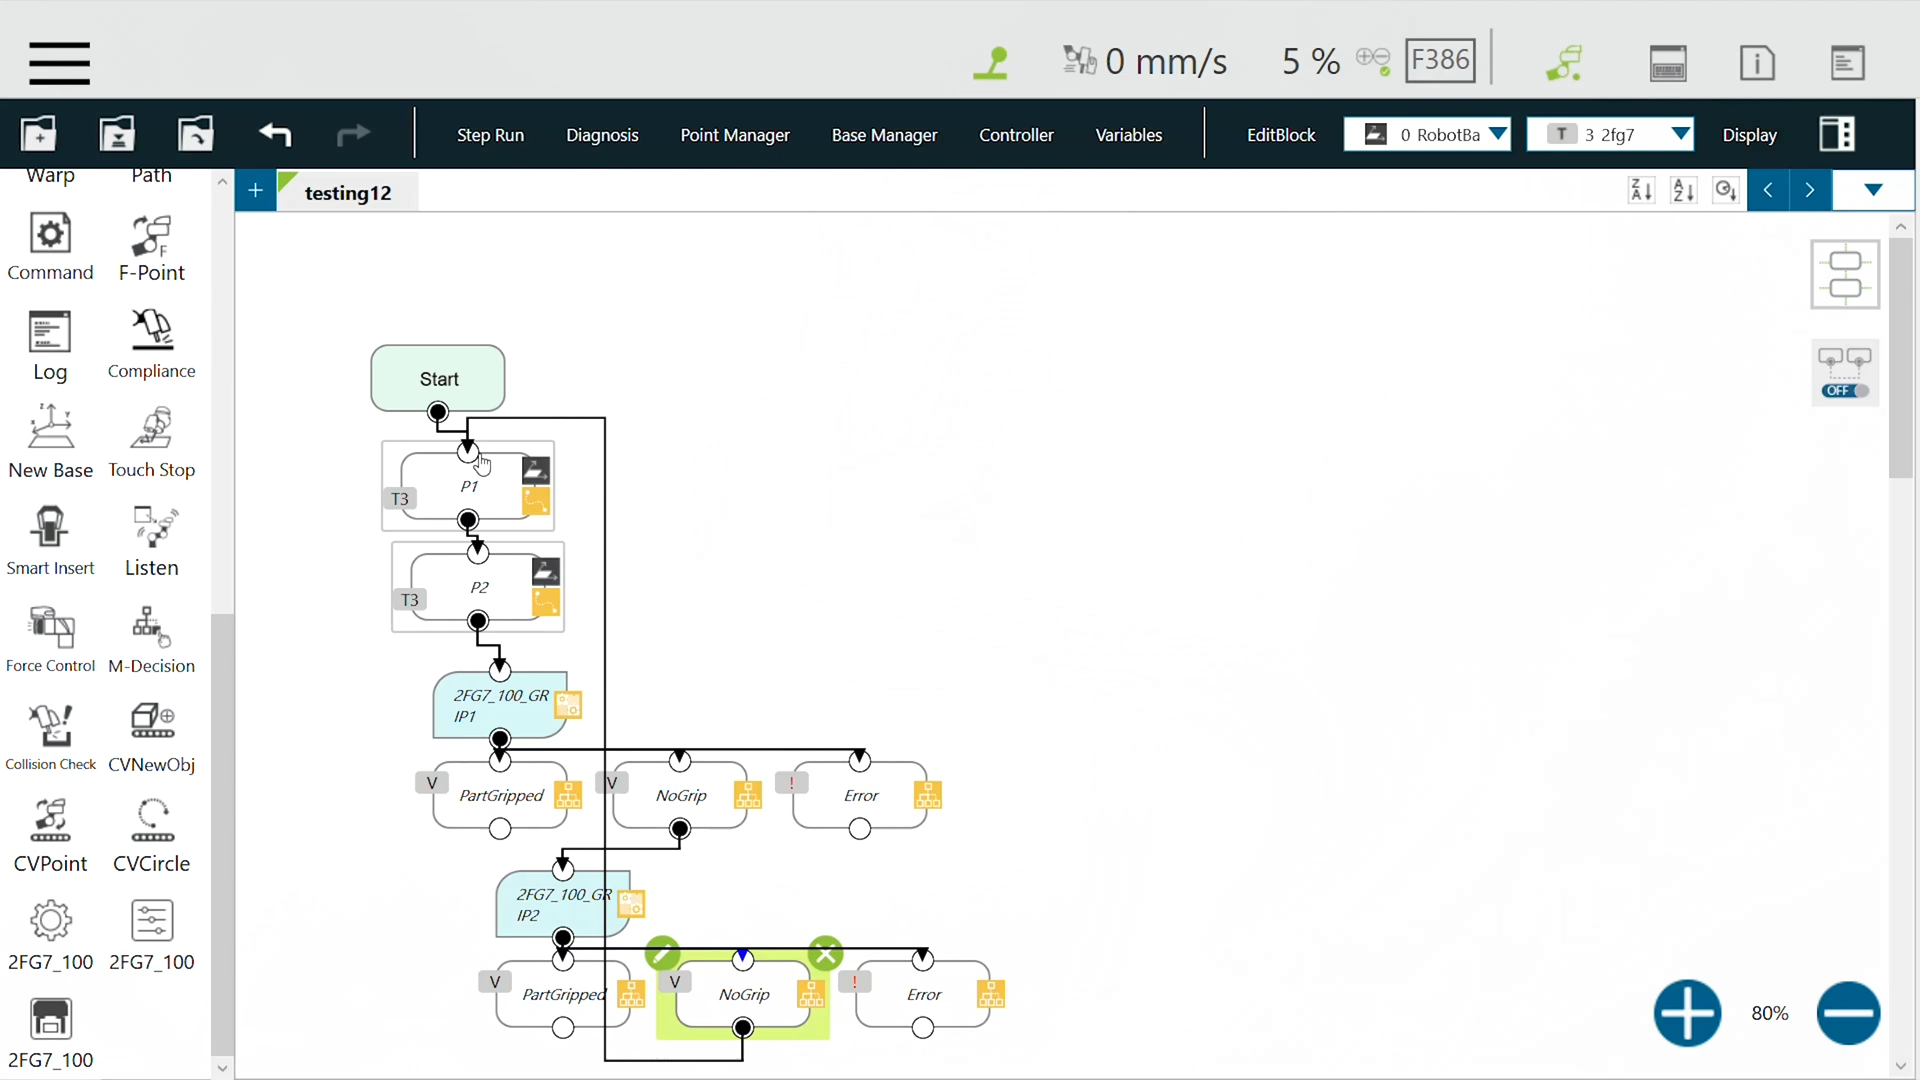 0 mm/s
5 %
F386
Step Run
Diagnosis
Point Manager
Base Manager
Controller
Variables
EditBlock
0 RobotBa
T
3 2fg7
Display
Warp
Path
+
testing12
Command
F-Point
Log
Compliance
New Base
Touch Stop
Smart Insert
Listen
Force Control
M-Decision
Collision Check
CVNewObj
CVPoint
CVCircle
2FG7_100
2FG7_100
2FG7_100
OFF
Start
P1
T3
P2
T3
2FG7_100_GR
IP1
V
PartGripped
V
NoGrip
!
Error
2FG7_100_GR
IP2
V
PartGripped
V
NoGrip
!
Error
80%